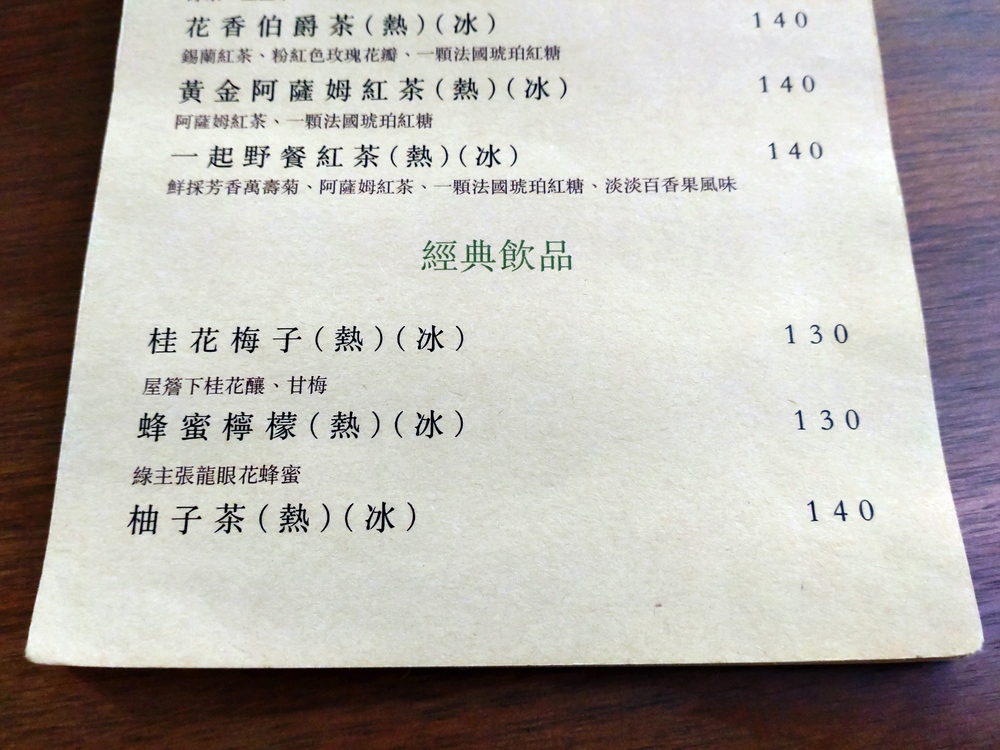 花香伯爵茶(熱)(冰) 140
錫蘭紅茶、粉紅色玫瑰花瓣、一顆法國琥珀紅糖
黃金阿薩姆紅茶(熱)(冰) 140
阿薩姆紅茶、一顆法國琥珀紅糖
一起野餐紅茶(熱)(冰) 140
鮮採芳香萬壽菊、阿薩姆紅茶、一顆法國琥珀紅糖、淡淡百香果風味
經典飲品
桂花梅子(熱)(冰) 130
屋簷下桂花釀、甘梅
蜂蜜檸檬(熱)(冰) 130
綠主張龍眼花蜂蜜
柚子茶(熱)(冰) 140